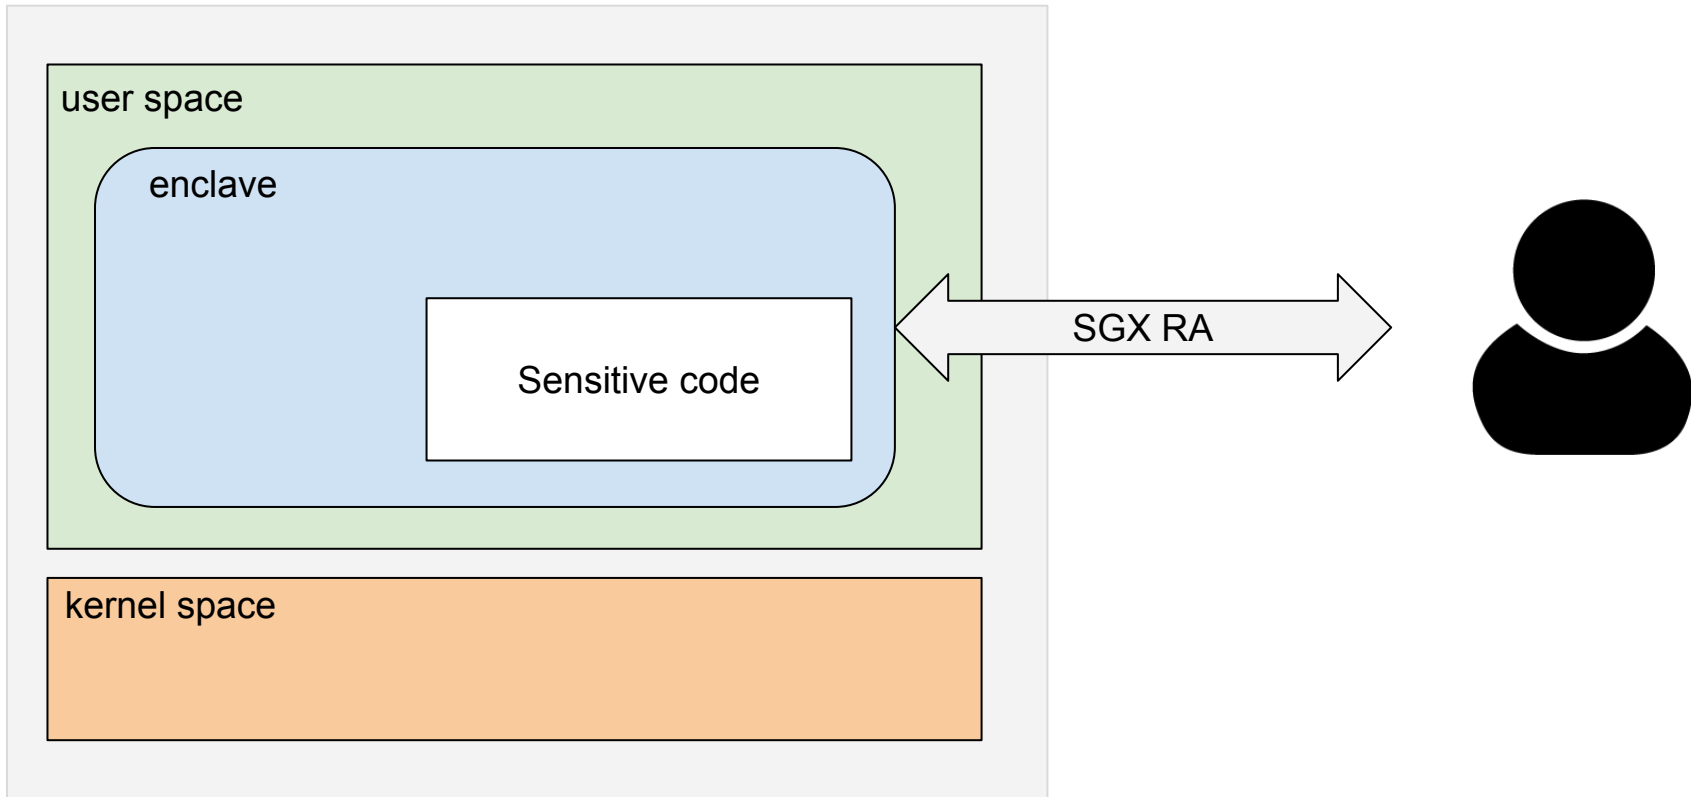 user space
enclave
SGX RA
Sensitive code
kernel space